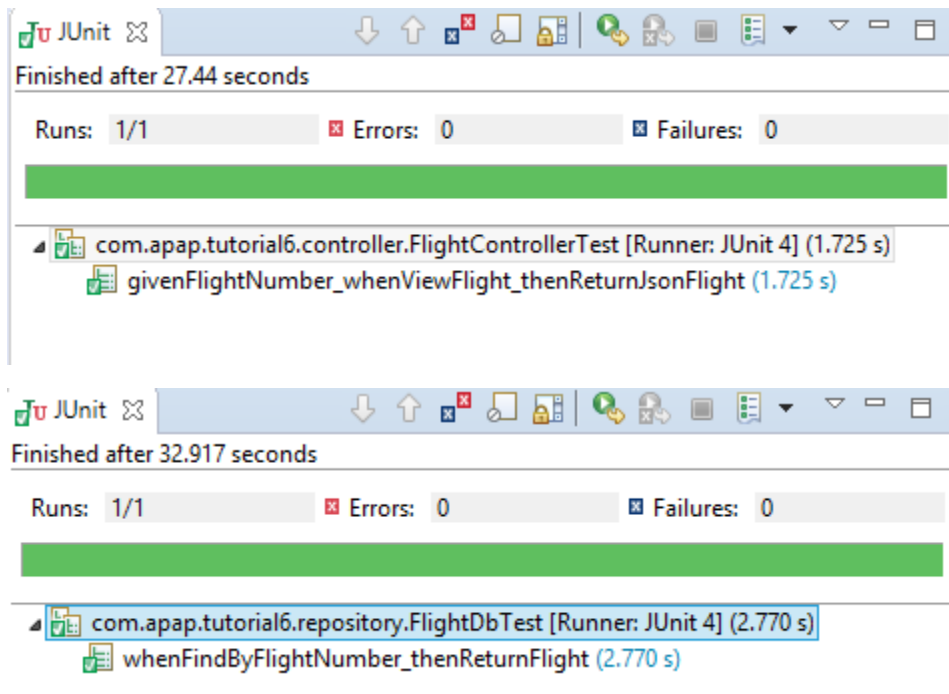 JUnit
Finished after 27.44 seconds
Runs: 1/1 Errors: 0 Failures: 0
com.apap.tutorial6.controller.FlightControllerTest [Runner: JUnit 4] (1.725 s)
givenFlightNumber_whenViewFlight_thenReturnJsonFlight (1.725 s)
JUnit
Finished after 32.917 seconds
Runs: 1/1 Errors: 0 Failures: 0
com.apap.tutorial6.repository.FlightDbTest [Runner: JUnit 4] (2.770 s)
whenFindByFlightNumber_thenReturnFlight (2.770 s)